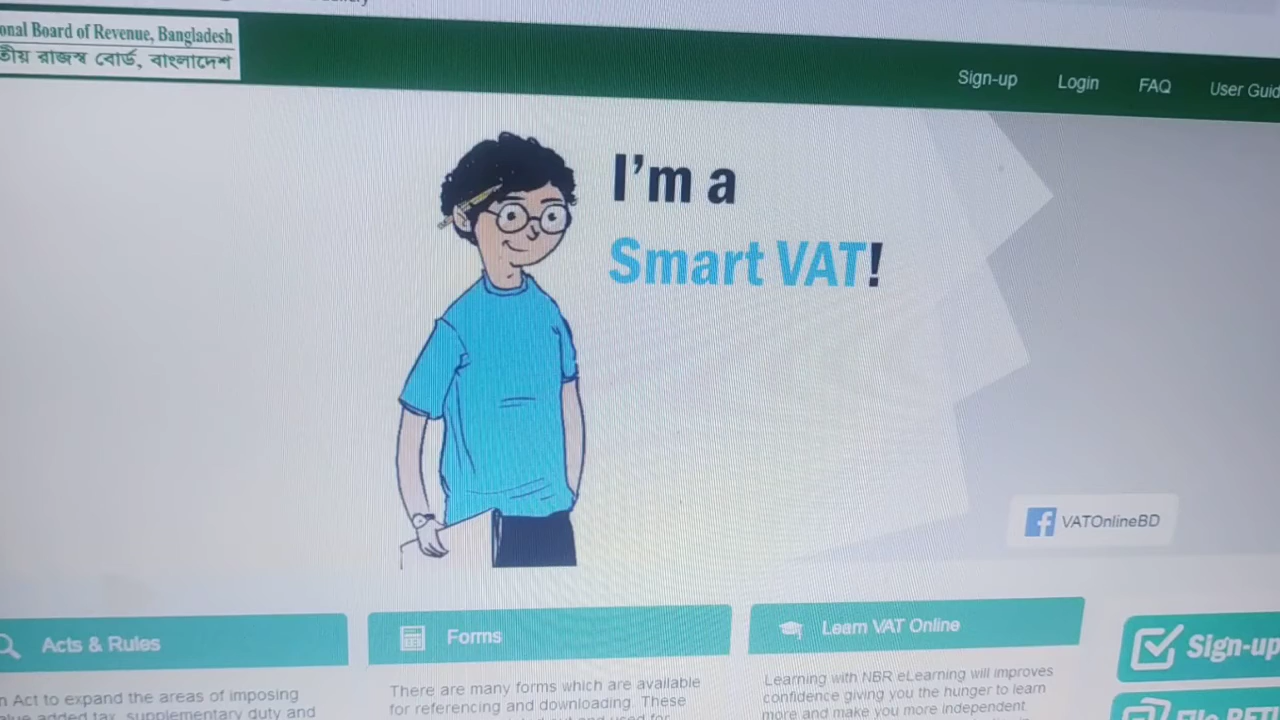 onal Board of Revenue, Bangladesh
তীয় রাজস্ব বোর্ড, বাংলাদেশ
Sign-up Login FAQ User Guid
I'm a
Smart VAT!
VATOnlineBD
Acts & Rules
Forms
Learn VAT Online
Sign-up
n Act to expand the areas of imposing
value added tax, supplementary duty and
There are many forms which are available
for referencing and downloading. These
Learning with NBR eLearning will improves
confidence giving you the hunger to learn
more and make you more independent